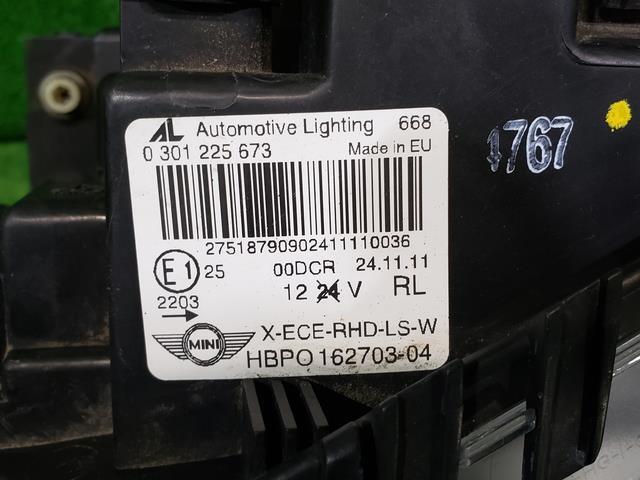 AL Automotive Lighting 668
0 301 225 673 Made in EU
27518790902411110036
E1 25 00DCR 24.11.11
2203 12 24 V RL
MINI X-ECE-RHD-LS-W
HBPO 162703-04
1767